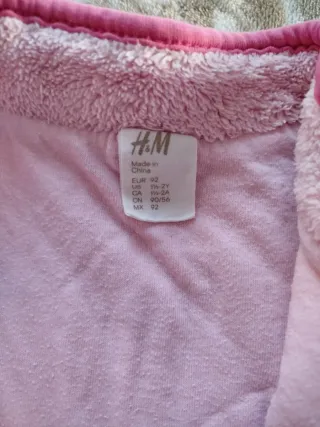 H&M
Made in
China
EUR 92
US 1½-2Y
CA 1½-2A
CN 90/56
MX 92